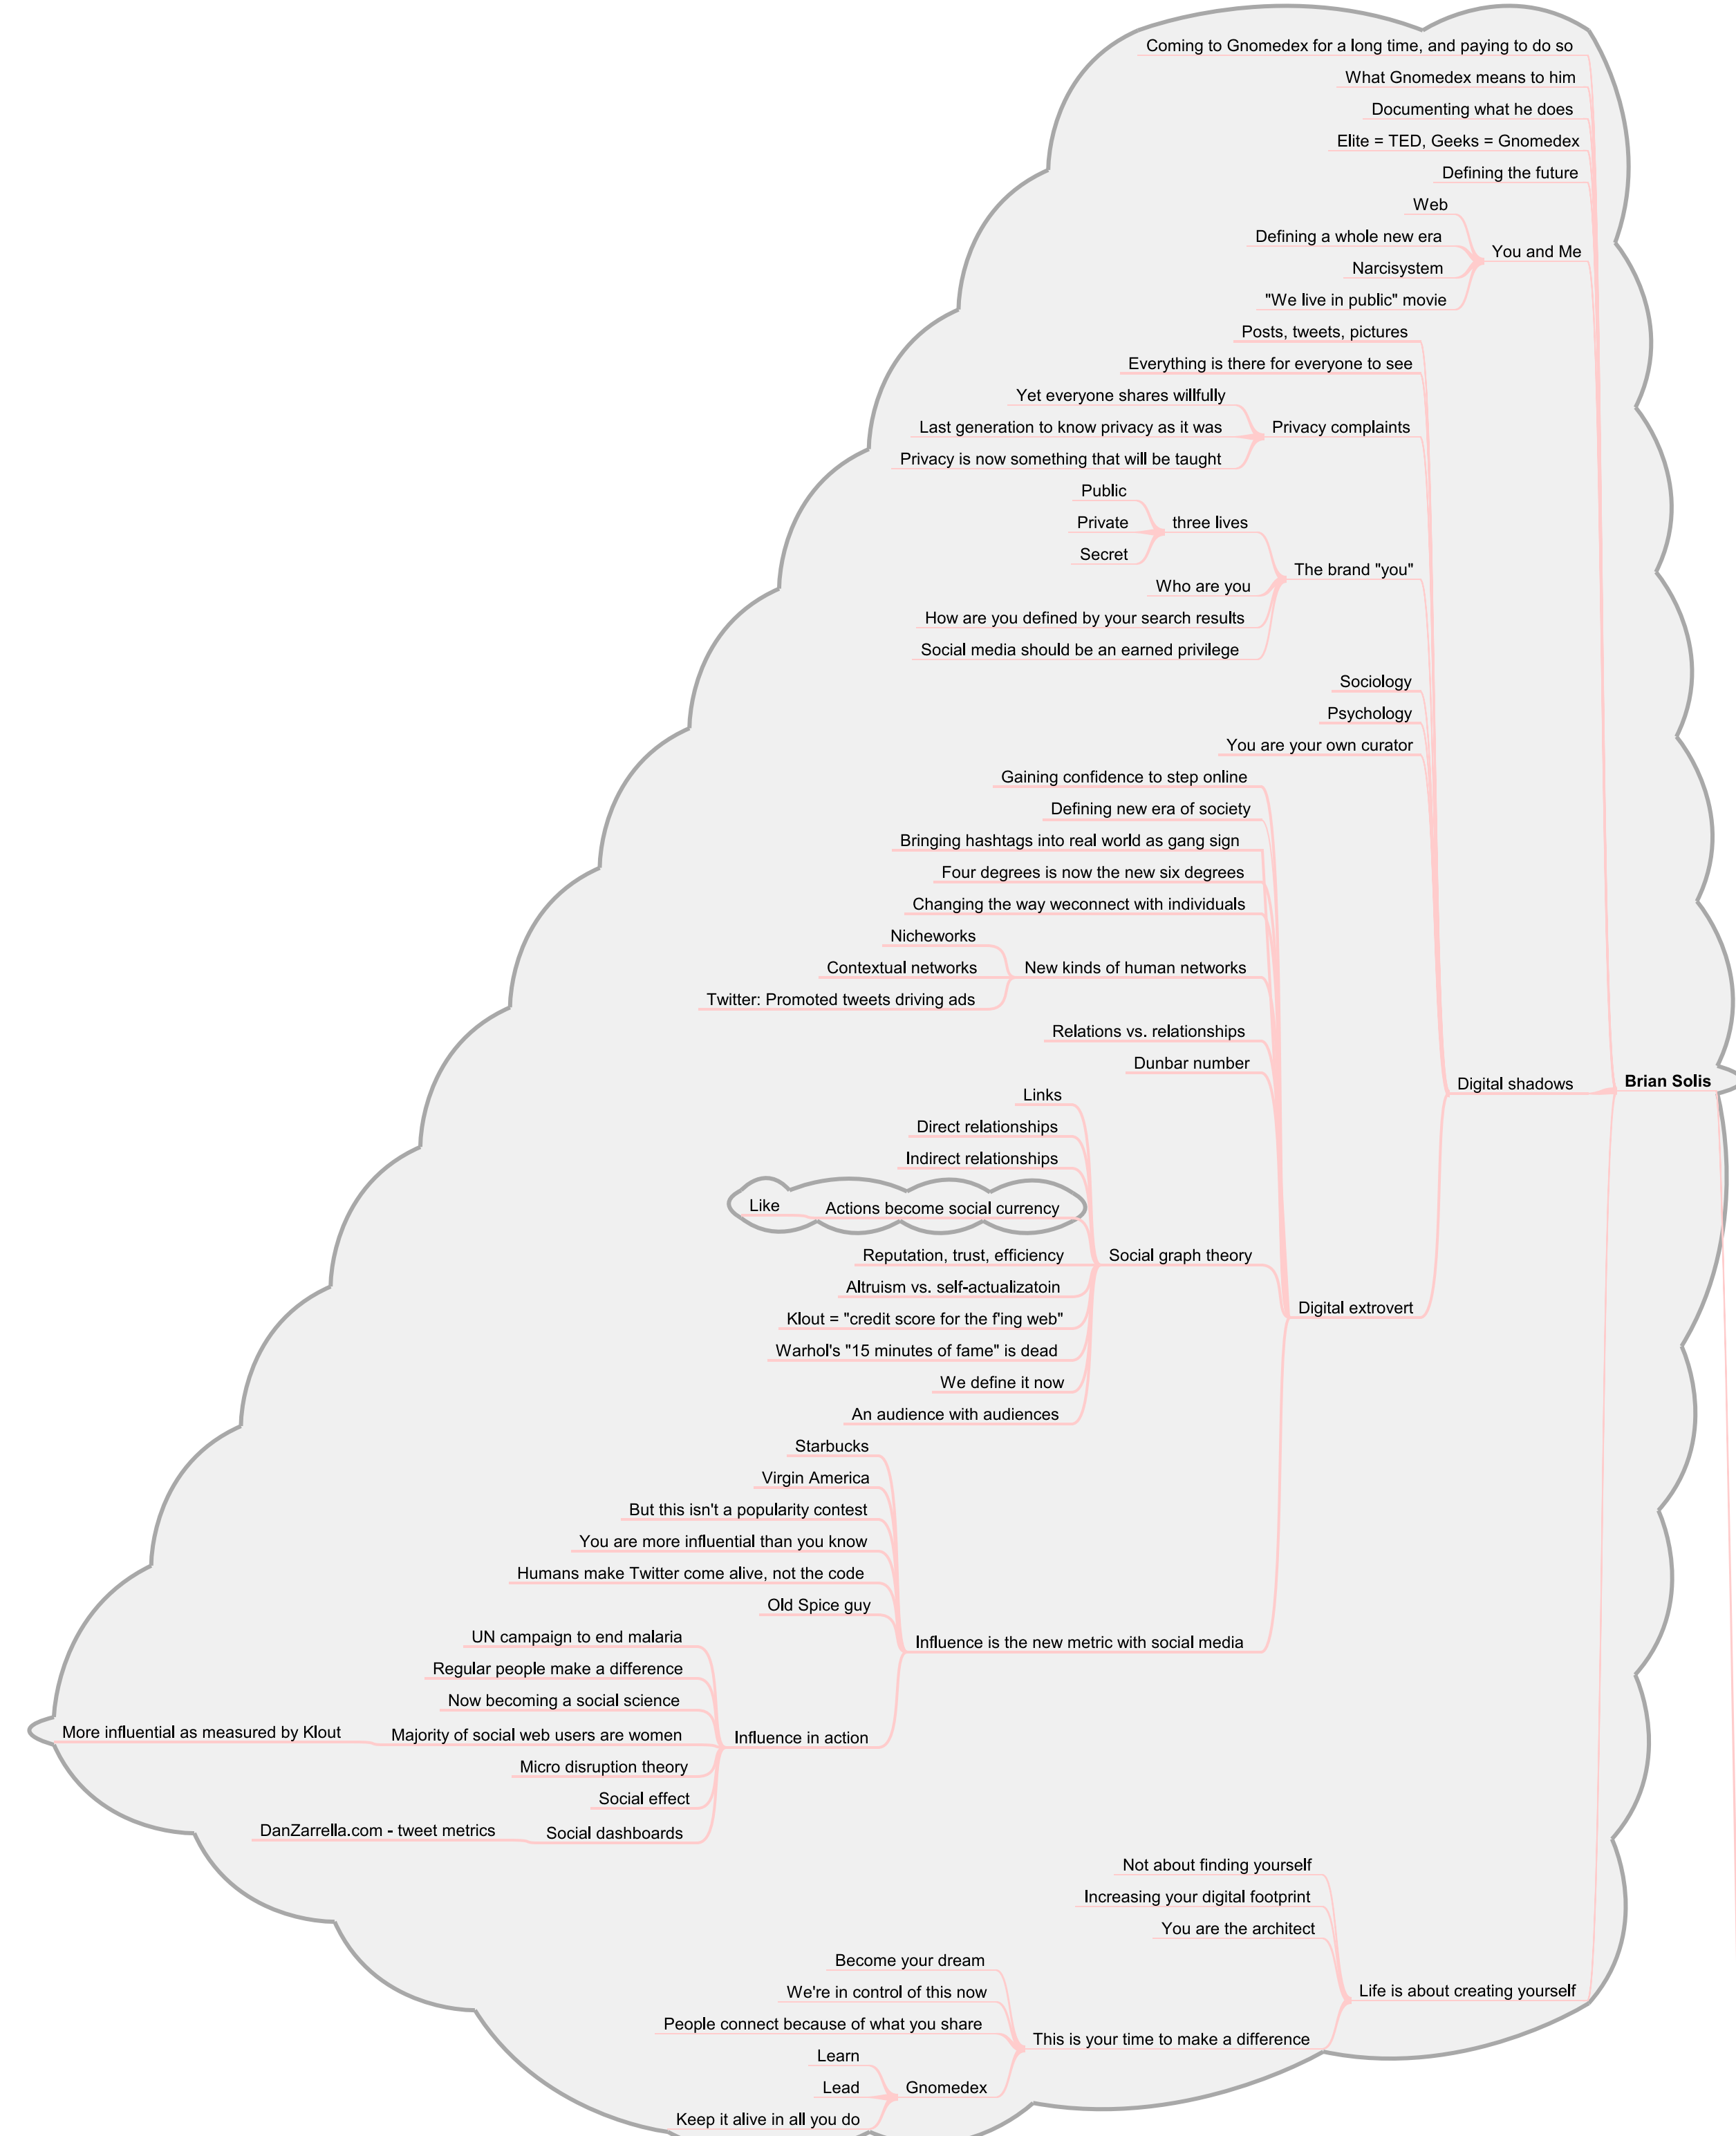 Coming to Gnomedex for a long time, and paying to do so
What Gnomedex means to him
Documenting what he does
Elite = TED, Geeks = Gnomedex
Defining the future
Web
Defining a whole new era
You and Me
Narcisystem
"We live in public" movie
Posts, tweets, pictures
Everything is there for everyone to see
Yet everyone shares willfully
Last generation to know privacy as it was
Privacy complaints
Privacy is now something that will be taught
Public
Private
three lives
Secret
The brand "you"
Who are you
How are you defined by your search results
Social media should be an earned privilege
Sociology
Psychology
You are your own curator
Gaining confidence to step online
Defining new era of society
Bringing hashtags into real world as gang sign
Four degrees is now the new six degrees
Changing the way weconnect with individuals
Nicheworks
Contextual networks
New kinds of human networks
Twitter: Promoted tweets driving ads
Relations vs. relationships
Dunbar number
Digital shadows
Brian Solis
Links
Direct relationships
Indirect relationships
Like
Actions become social currency
Reputation, trust, efficiency
Social graph theory
Altruism vs. self-actualizatoin
Digital extrovert
Klout = "credit score for the f'ing web"
Warhol's "15 minutes of fame" is dead
We define it now
An audience with audiences
Starbucks
Virgin America
But this isn't a popularity contest
You are more influential than you know
Humans make Twitter come alive, not the code
Old Spice guy
Influence is the new metric with social media
UN campaign to end malaria
Regular people make a difference
Now becoming a social science
More influential as measured by Klout
Majority of social web users are women
Influence in action
Micro disruption theory
Social effect
DanZarrella.com - tweet metrics
Social dashboards
Not about finding yourself
Increasing your digital footprint
You are the architect
Become your dream
We're in control of this now
Life is about creating yourself
People connect because of what you share
This is your time to make a difference
Learn
Lead
Gnomedex
Keep it alive in all you do